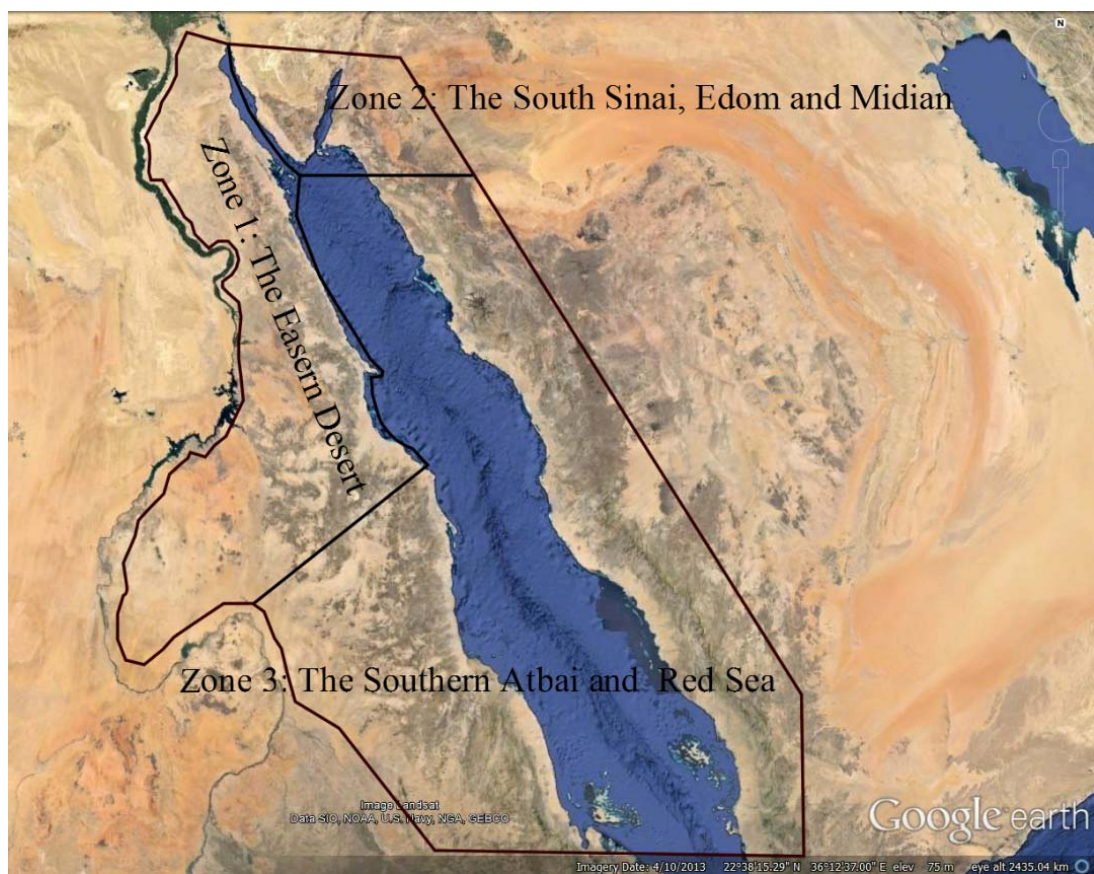 N
Zone 2: The South Sinai, Edom and Midian
Zone 1: The Easern Desert
Zone 3: The Southern Atbai and Red Sea
Image Landsat
Data SIO, NOAA, U.S. Navy, NGA, GEBCO
Google earth
Imagery Date: 4/10/2013 22°38'15.29" N 36°12'37.00" E elev 75 m eye alt 2435.04 km